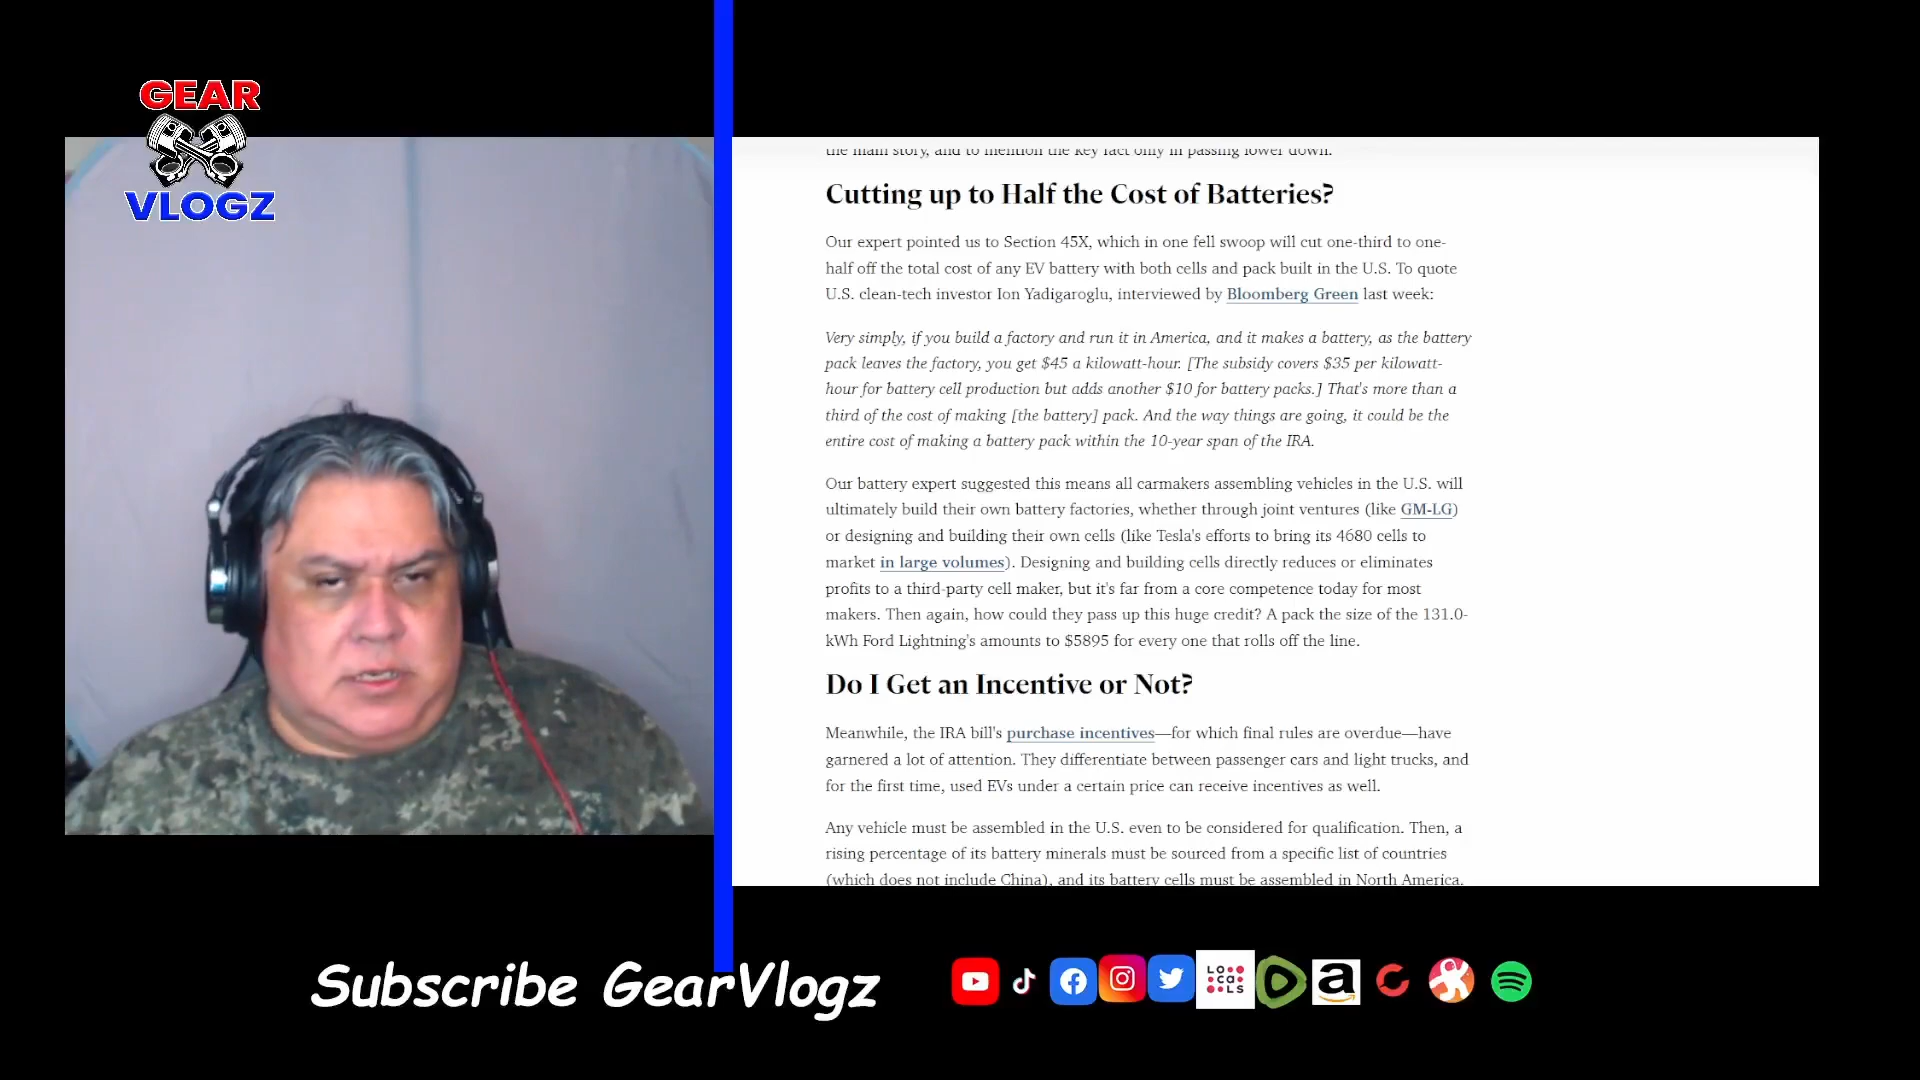 GEAR
VLOGZ
the main story, and to mention the key fact only in passing lower down.
Cutting up to Half the Cost of Batteries?
Our expert pointed us to Section 45X, which in one fell swoop will cut one-third to one-
half off the total cost of any EV battery with both cells and pack built in the U.S. To quote
U.S. clean-tech investor Ion Yadigaroglu, interviewed by Bloomberg Green last week:
Very simply, if you build a factory and run it in America, and it makes a battery, as the battery
pack leaves the factory, you get $45 a kilowatt-hour. [The subsidy covers $35 per kilowatt-
hour for battery cell production but adds another $10 for battery packs.] That's more than a
third of the cost of making [the battery] pack. And the way things are going, it could be the
entire cost of making a battery pack within the 10-year span of the IRA.
Our battery expert suggested this means all carmakers assembling vehicles in the U.S. will
ultimately build their own battery factories, whether through joint ventures (like GM-LG)
or designing and building their own cells (like Tesla's efforts to bring its 4680 cells to
market in large volumes). Designing and building cells directly reduces or eliminates
profits to a third-party cell maker, but it's far from a core competence today for most
makers. Then again, how could they pass up this huge credit? A pack the size of the 131.0-
kWh Ford Lightning's amounts to $5895 for every one that rolls off the line.
Do I Get an Incentive or Not?
Meanwhile, the IRA bill's purchase incentives—for which final rules are overdue—have
garnered a lot of attention. They differentiate between passenger cars and light trucks, and
for the first time, used EVs under a certain price can receive incentives as well.
Any vehicle must be assembled in the U.S. even to be considered for qualification. Then, a
rising percentage of its battery minerals must be sourced from a specific list of countries
(which does not include China), and its battery cells must be assembled in North America.
Subscribe GearVlogz
LOCALS